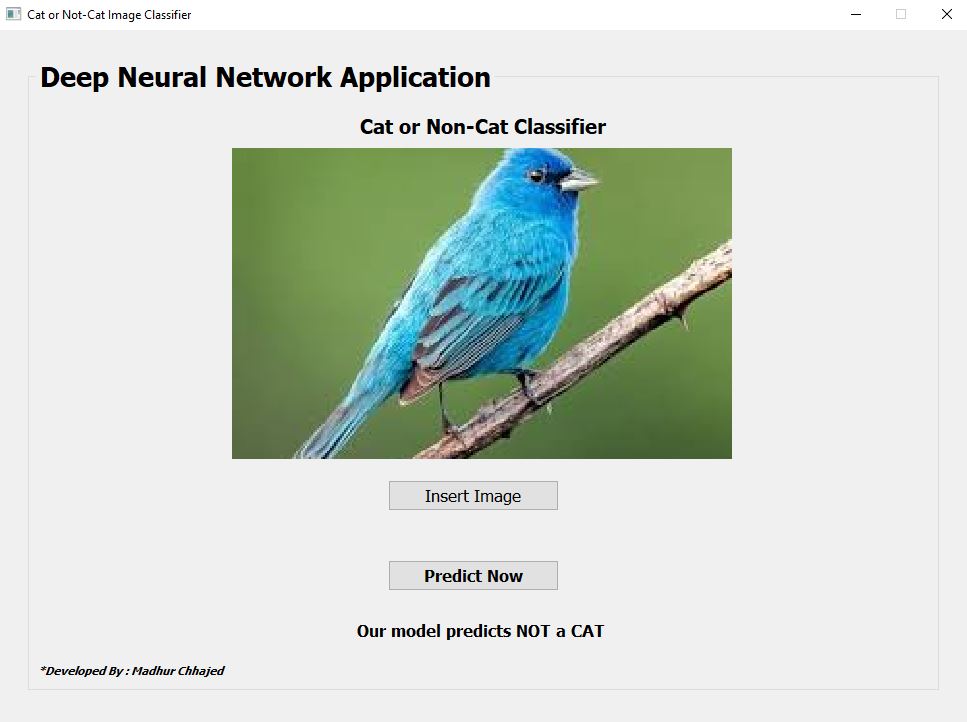 Cat or Not-Cat Image Classifier
Deep Neural Network Application
Cat or Non-Cat Classifier
Insert Image
Predict Now
Our model predicts NOT a CAT
*Developed By : Madhur Chhajed